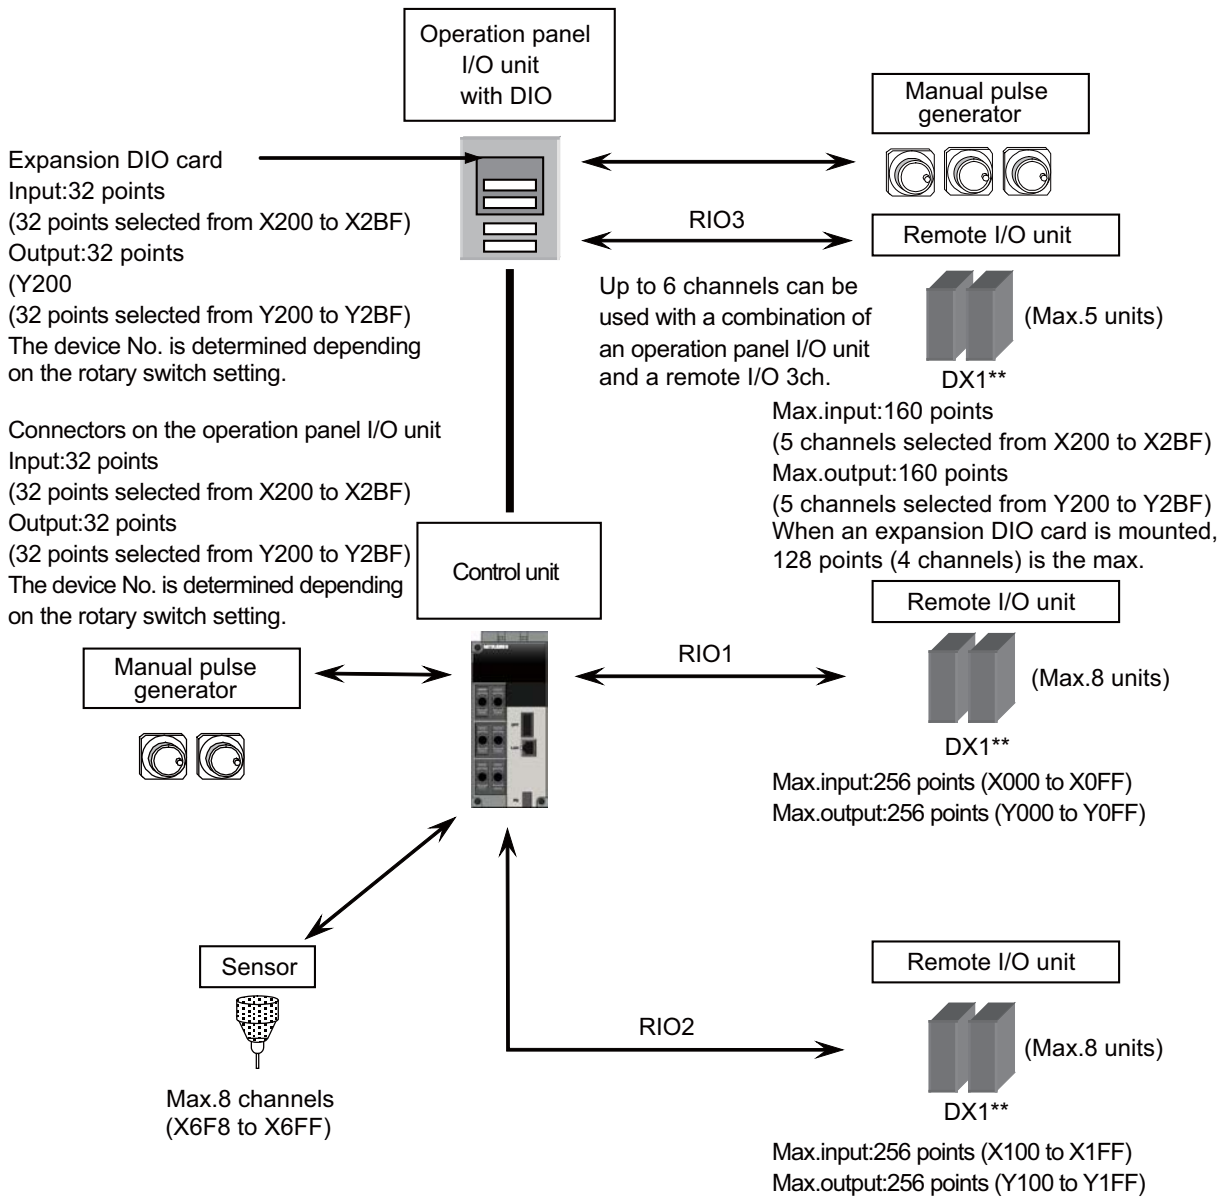 Operation panel
I/O unit
with DIO
Manual pulse
generator
Expansion DIO card
Input:32 points
(32 points selected from X200 to X2BF)
Output:32 points
(Y200
(32 points selected from Y200 to Y2BF)
The device No. is determined depending
on the rotary switch setting.
RIO3
Remote I/O unit
Up to 6 channels can be
used with a combination of
an operation panel I/O unit
and a remote I/O 3ch.
(Max.5 units)
DX1**
Max.input:160 points
(5 channels selected from X200 to X2BF)
Max.output:160 points
(5 channels selected from Y200 to Y2BF)
When an expansion DIO card is mounted,
128 points (4 channels) is the max.
Connectors on the operation panel I/O unit
Input:32 points
(32 points selected from X200 to X2BF)
Output:32 points
(32 points selected from Y200 to Y2BF)
The device No. is determined depending
on the rotary switch setting.
Control unit
Manual pulse
generator
RIO1
Remote I/O unit
(Max.8 units)
DX1**
Max.input:256 points (X000 to X0FF)
Max.output:256 points (Y000 to Y0FF)
Sensor
Max.8 channels
(X6F8 to X6FF)
RIO2
Remote I/O unit
(Max.8 units)
DX1**
Max.input:256 points (X100 to X1FF)
Max.output:256 points (Y100 to Y1FF)